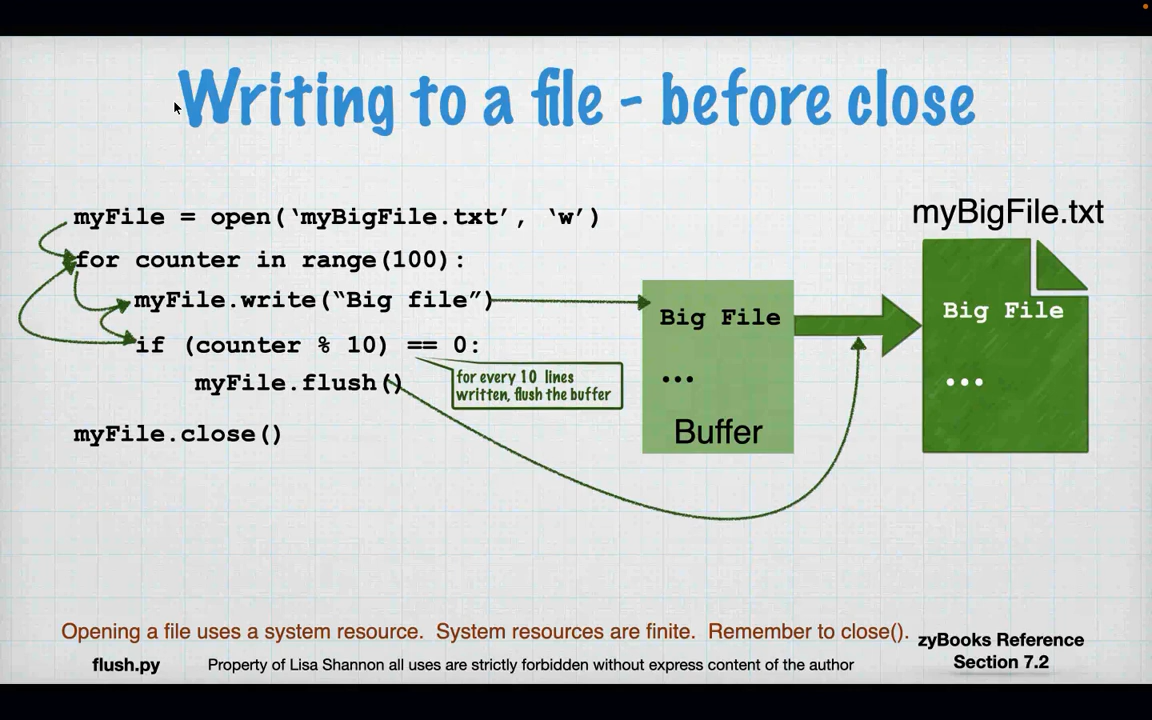 Writing to a file - before close
myFile = open(‘myBigFile.txt’, ‘w’)
for counter in range(100):
myFile.write(“Big file”)
if (counter % 10) == 0:
myFile.flush()
myFile.close()
for every 10 lines
written, flush the buffer
Big File
...
Buffer
myBigFile.txt
Big File
...
Opening a file uses a system resource. System resources are finite. Remember to close().
zyBooks Reference
Section 7.2
flush.py
Property of Lisa Shannon all uses are strictly forbidden without express content of the author